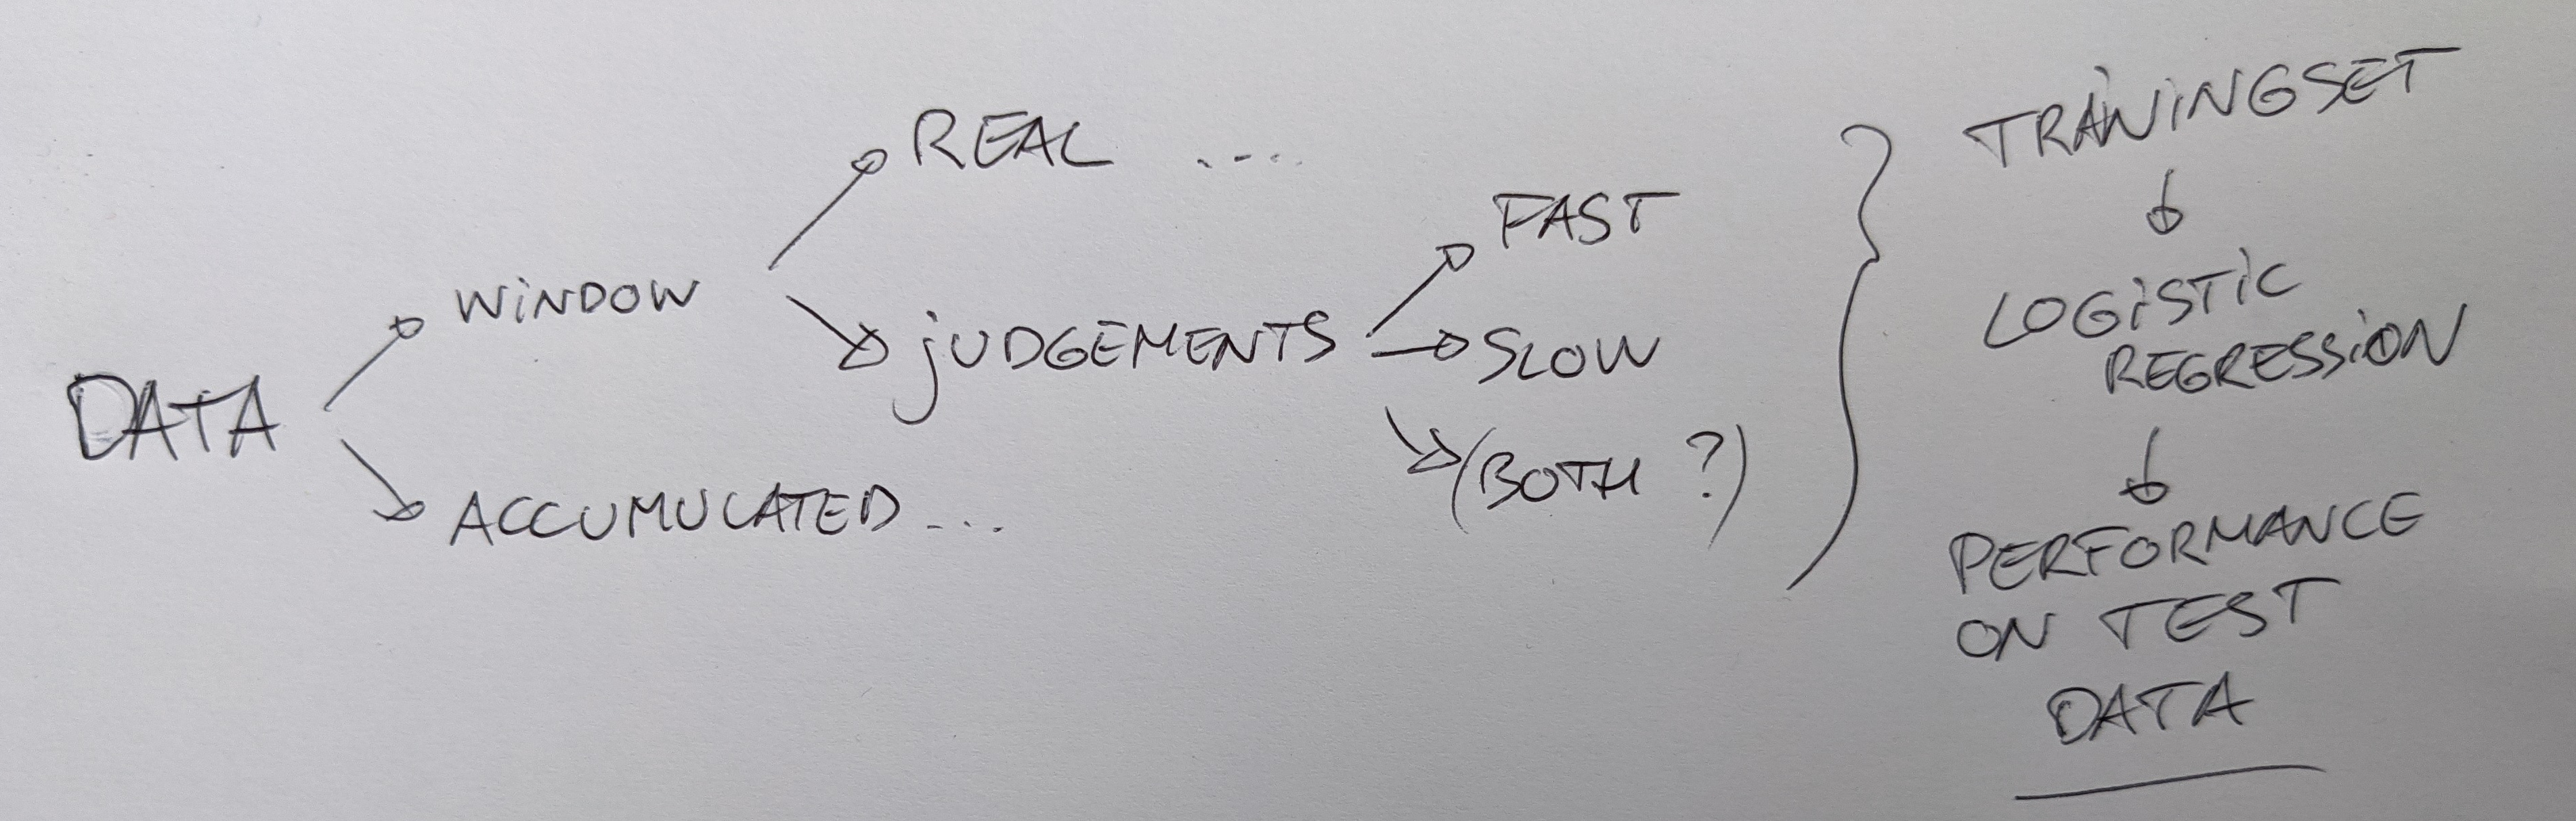 DATA
WiNDOW
ACCUMULATED ...
REAL ....
jUDGEMENTS
FAST
SLOW
(BOTH ?)
TRAiNiNGSET
LOGiSTiC
REGRESSiON
PERFORMANCE
ON TEST
DATA